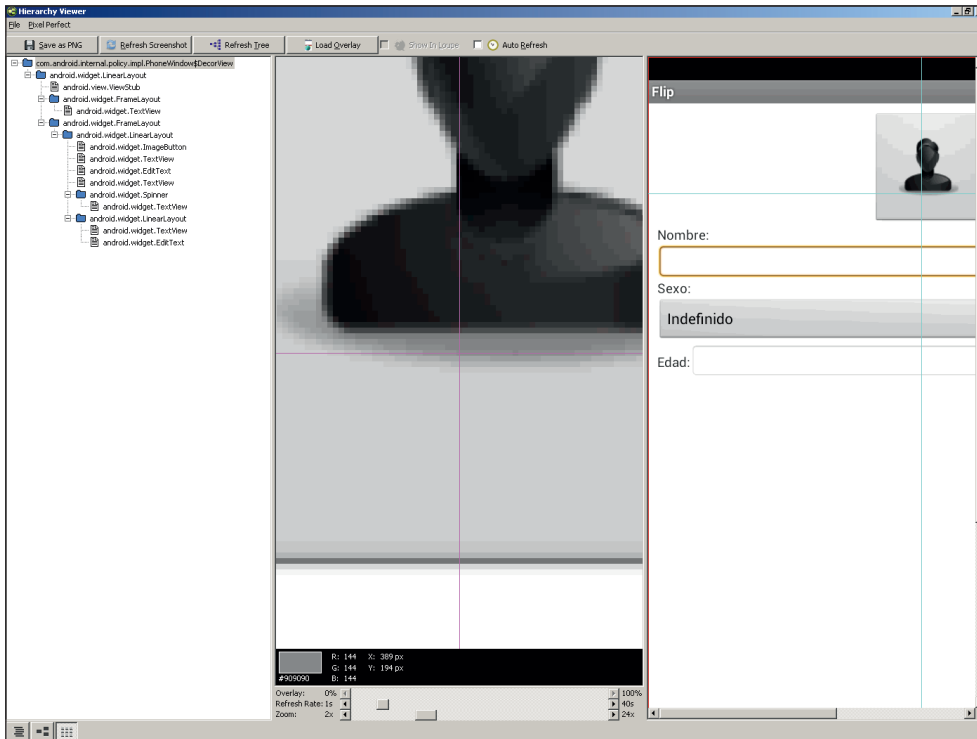 Hierarchy Viewer
File Pixel Perfect
Save as PNG Refresh Screenshot Refresh Tree Load Overlay Show In Loupe Auto Refresh
com.android.internal.policy.impl.PhoneWindow$DecorView
android.widget.LinearLayout
android.view.ViewStub
android.widget.FrameLayout
android.widget.TextView
android.widget.FrameLayout
android.widget.LinearLayout
android.widget.ImageButton
android.widget.TextView
android.widget.EditText
android.widget.TextView
android.widget.Spinner
android.widget.TextView
android.widget.LinearLayout
android.widget.TextView
android.widget.EditText
#909090
R: 144 X: 389 px
G: 144 Y: 194 px
B: 144
Overlay: 0% 100%
Refresh Rate: 1s 40s
Zoom: 2x 24x
Flip
Nombre:
Sexo:
Indefinido
Edad: